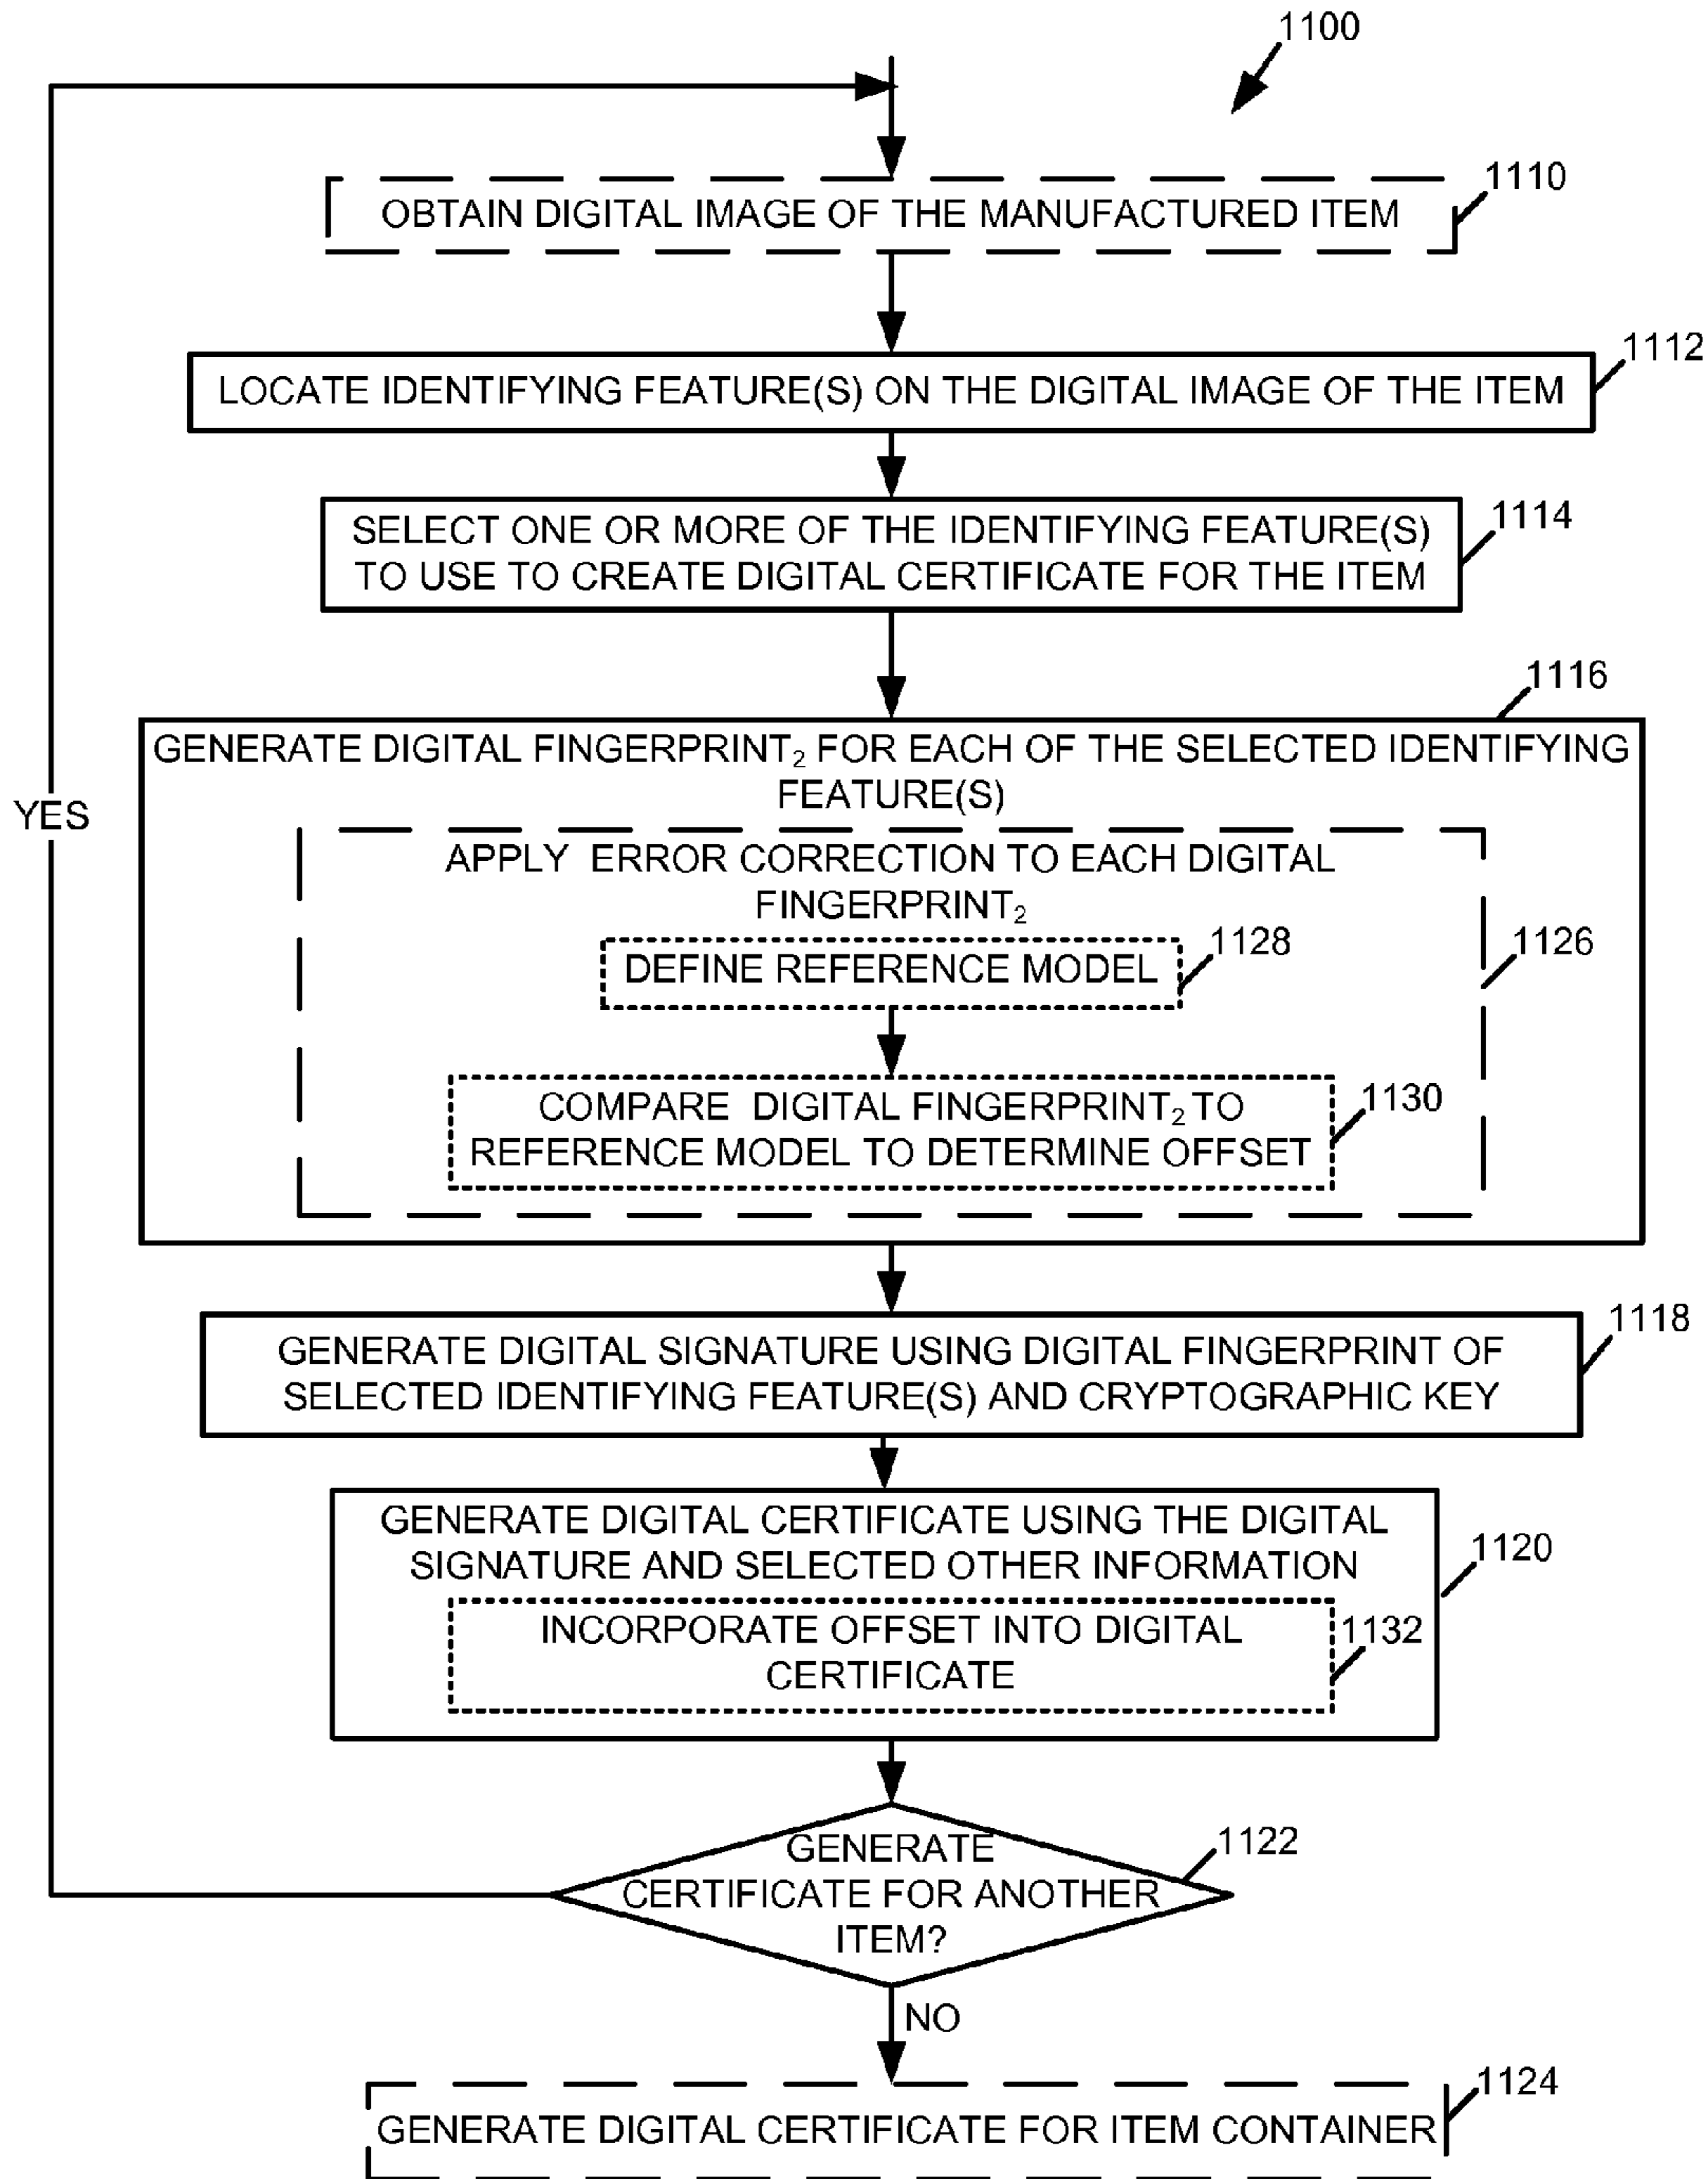 1100
OBTAIN DIGITAL IMAGE OF THE MANUFACTURED ITEM
1110
LOCATE IDENTIFYING FEATURE(S) ON THE DIGITAL IMAGE OF THE ITEM
1112
SELECT ONE OR MORE OF THE IDENTIFYING FEATURE(S)
TO USE TO CREATE DIGITAL CERTIFICATE FOR THE ITEM
1114
1116
GENERATE DIGITAL FINGERPRINT₂ FOR EACH OF THE SELECTED IDENTIFYING
FEATURE(S)
YES
APPLY ERROR CORRECTION TO EACH DIGITAL
FINGERPRINT₂
1126
DEFINE REFERENCE MODEL
1128
COMPARE DIGITAL FINGERPRINT₂ TO
REFERENCE MODEL TO DETERMINE OFFSET
1130
GENERATE DIGITAL SIGNATURE USING DIGITAL FINGERPRINT OF
SELECTED IDENTIFYING FEATURE(S) AND CRYPTOGRAPHIC KEY
1118
GENERATE DIGITAL CERTIFICATE USING THE DIGITAL
SIGNATURE AND SELECTED OTHER INFORMATION
1120
INCORPORATE OFFSET INTO DIGITAL
CERTIFICATE
1132
GENERATE
CERTIFICATE FOR ANOTHER
ITEM?
1122
NO
GENERATE DIGITAL CERTIFICATE FOR ITEM CONTAINER
1124